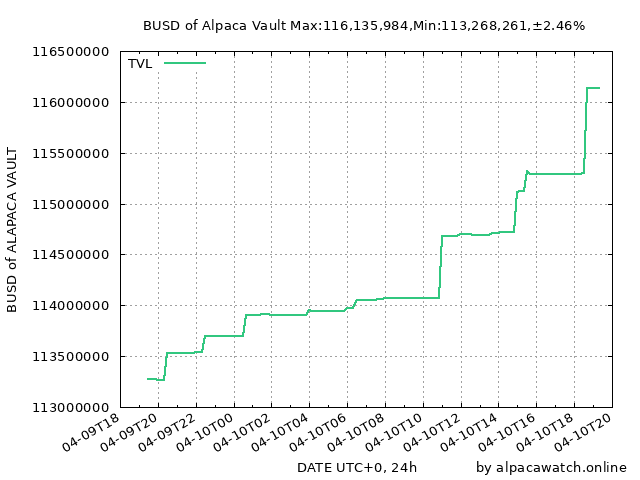 BUSD of Alpaca Vault Max:116,135,984,Min:113,268,261,±2.46%
116500000
TVL
116000000
115500000
115000000
114500000
114000000
113500000
113000000
BUSD of ALAPACA VAULT
04-09T18
04-09T20
04-09T22
04-10T00
04-10T02
04-10T04
04-10T06
04-10T08
04-10T10
04-10T12
04-10T14
04-10T16
04-10T18
04-10T20
DATE UTC+0, 24h
by alpacawatch.online